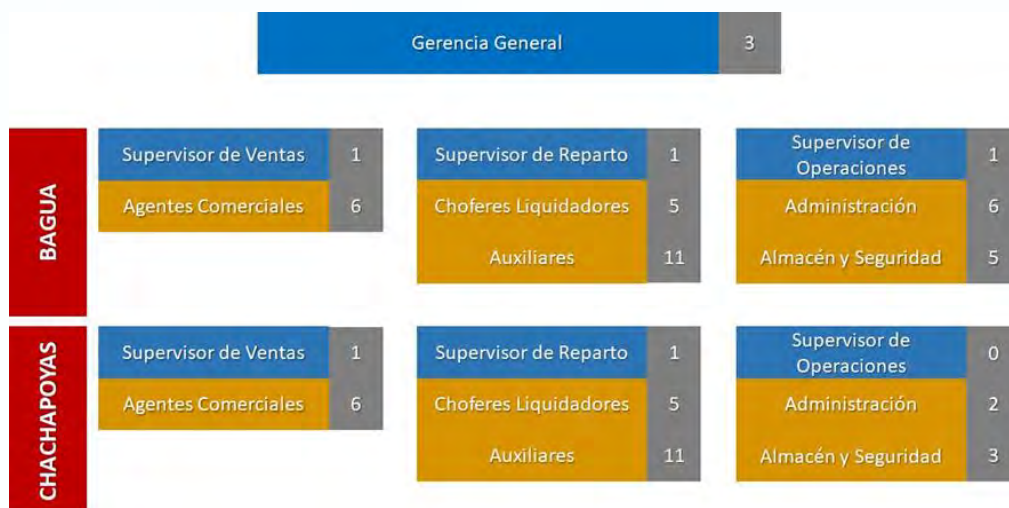 Gerencia General 3
BAGUA
Supervisor de Ventas 1
Agentes Comerciales 6
Supervisor de Reparto 1
Choferes Liquidadores 5
Auxiliares 11
Supervisor de
Operaciones 1
Administración 6
Almacén y Seguridad 5
CHACHAPOYAS
Supervisor de Ventas 1
Agentes Comerciales 6
Supervisor de Reparto 1
Choferes Liquidadores 5
Auxiliares 11
Supervisor de
Operaciones 0
Administración 2
Almacén y Seguridad 3